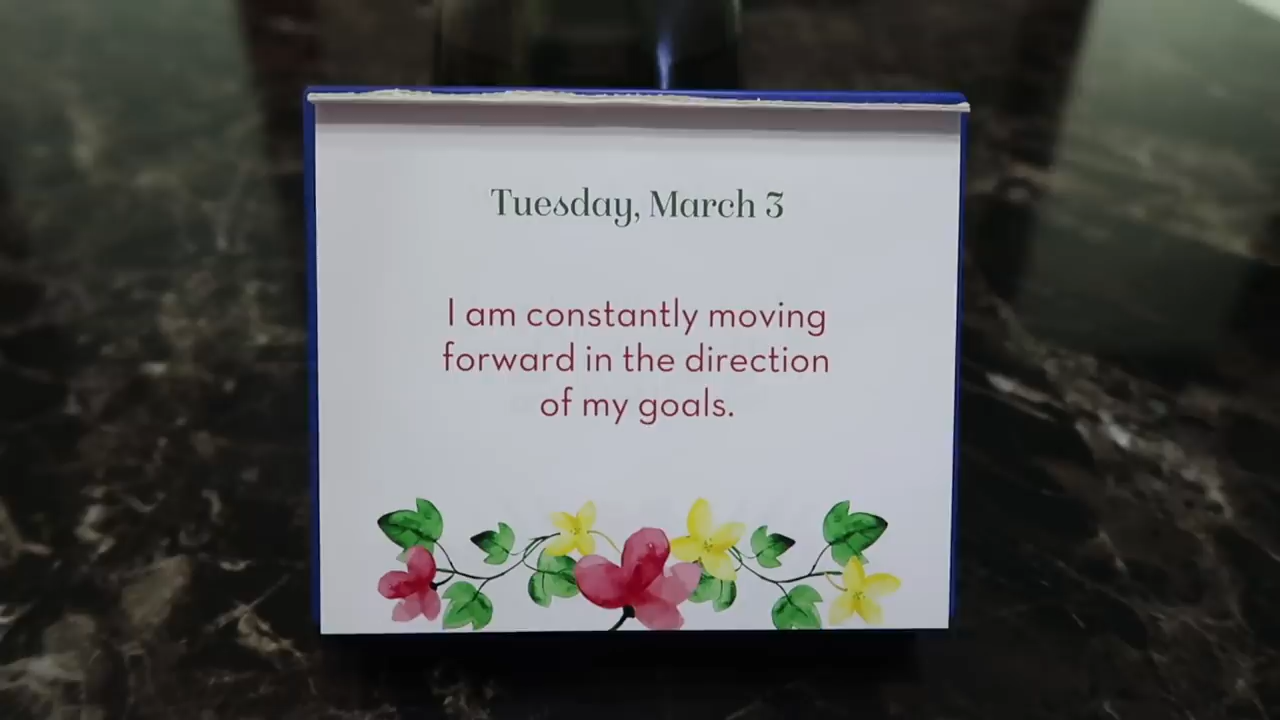 Tuesday, March 3
I am constantly moving
forward in the direction
of my goals.